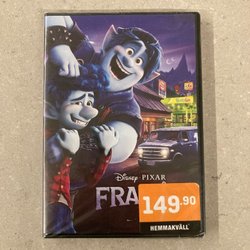 Disney PIXAR
FRA
149.90
HEMMAKVÄLL